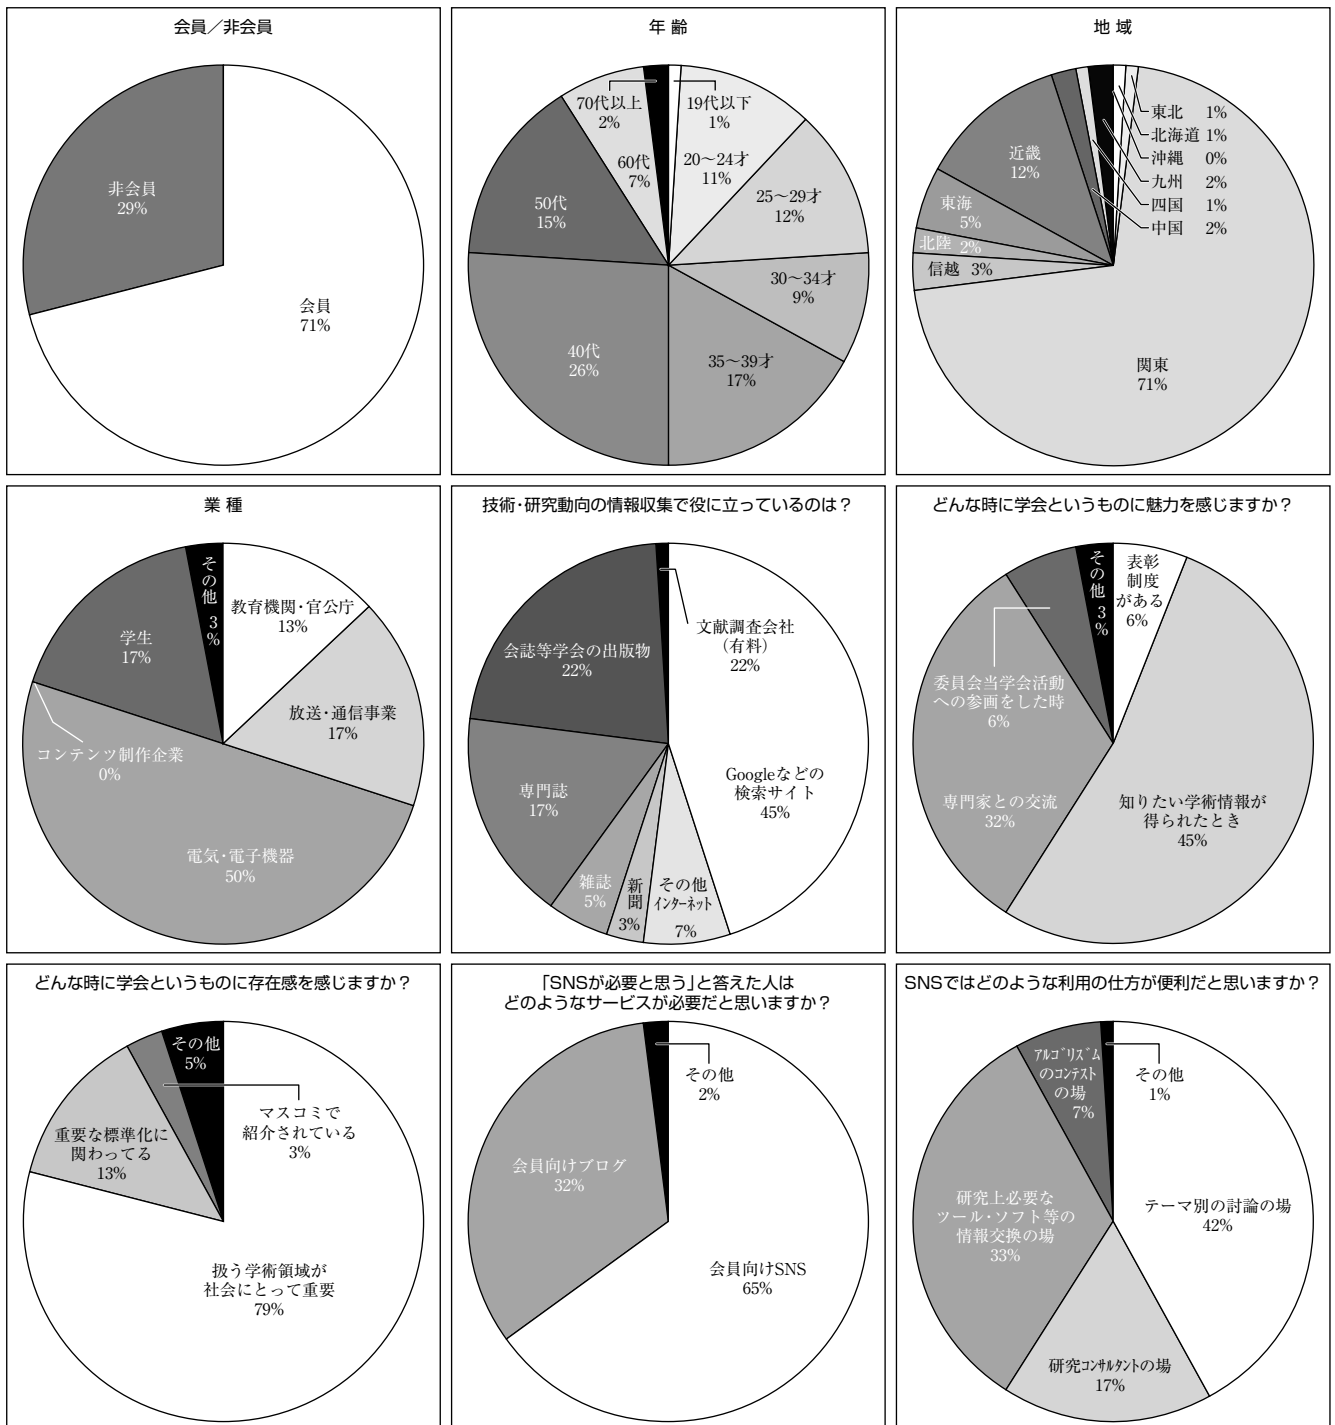 会員／非会員
非会員
29%
会員
71%
年 齢
70代以上
2%
19代以下
1%
60代
7%
20～24才
11%
50代
15%
25～29才
12%
30～34才
9%
40代
26%
35～39才
17%
地 域
東北 1%
北海道 1%
沖縄 0%
九州 2%
四国 1%
中国 2%
近畿
12%
東海
5%
北陸 2%
信越 3%
関東
71%
業 種
その他 3%
教育機関・官公庁
13%
学生
17%
放送・通信事業
17%
コンテンツ制作企業
0%
電気・電子機器
50%
技術・研究動向の情報収集で役に立っているのは？
文献調査会社
（有料）
22%
会誌等学会の出版物
22%
専門誌
17%
Googleなどの
検索サイト
45%
雑誌
5%
新聞
3%
その他
インターネット
7%
どんな時に学会というものに魅力を感じますか？
その他 3%
表彰
制度
がある
6%
委員会当学会活動
への参画をした時
6%
専門家との交流
32%
知りたい学術情報が
得られたとき
45%
どんな時に学会というものに存在感を感じますか？
その他
5%
マスコミで
紹介されている
3%
重要な標準化に
関わってる
13%
扱う学術領域が
社会にとって重要
79%
「SNSが必要と思う」と答えた人は
どのようなサービスが必要だと思いますか？
その他
2%
会員向けブログ
32%
会員向けSNS
65%
SNSではどのような利用の仕方が便利だと思いますか？
アルゴリズム
のコンテスト
の場
7%
その他
1%
研究上必要な
ツール・ソフト等の
情報交換の場
33%
テーマ別の討論の場
42%
研究コンサルタントの場
17%